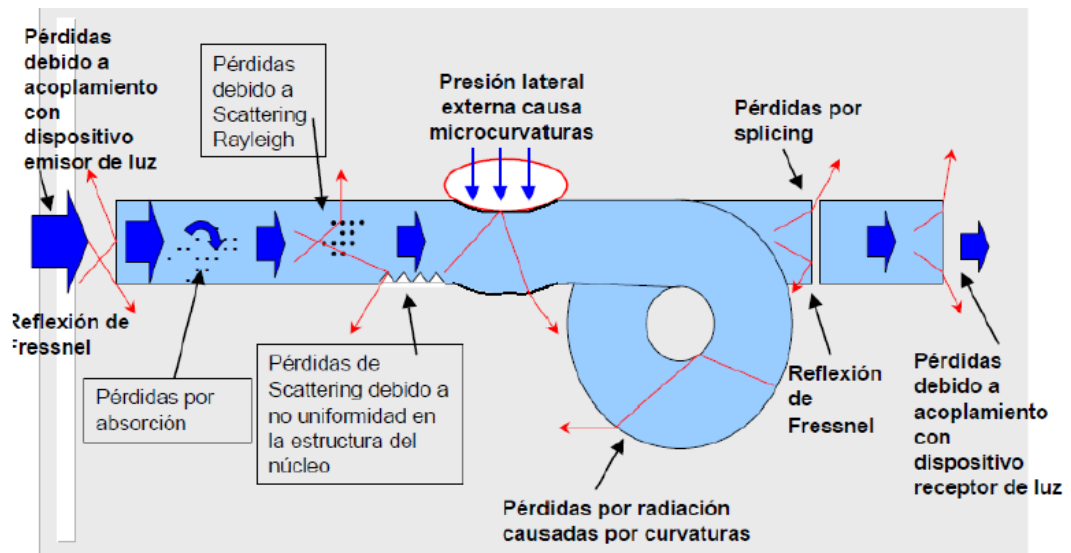 Pérdidas
debido a
acoplamiento
con
dispositivo
emisor de luz
Pérdidas
debido a
Scattering
Rayleigh
Presión lateral
externa causa
microcurvaturas
Pérdidas por
splicing
Reflexión de
Fressnel
Pérdidas por
absorción
Pérdidas de
Scattering debido a
no uniformidad en
la estructura del
núcleo
Pérdidas por radiación
causadas por curvaturas
Reflexión
de
Fressnel
Pérdidas
debido a
acoplamiento
con
dispositivo
receptor de luz